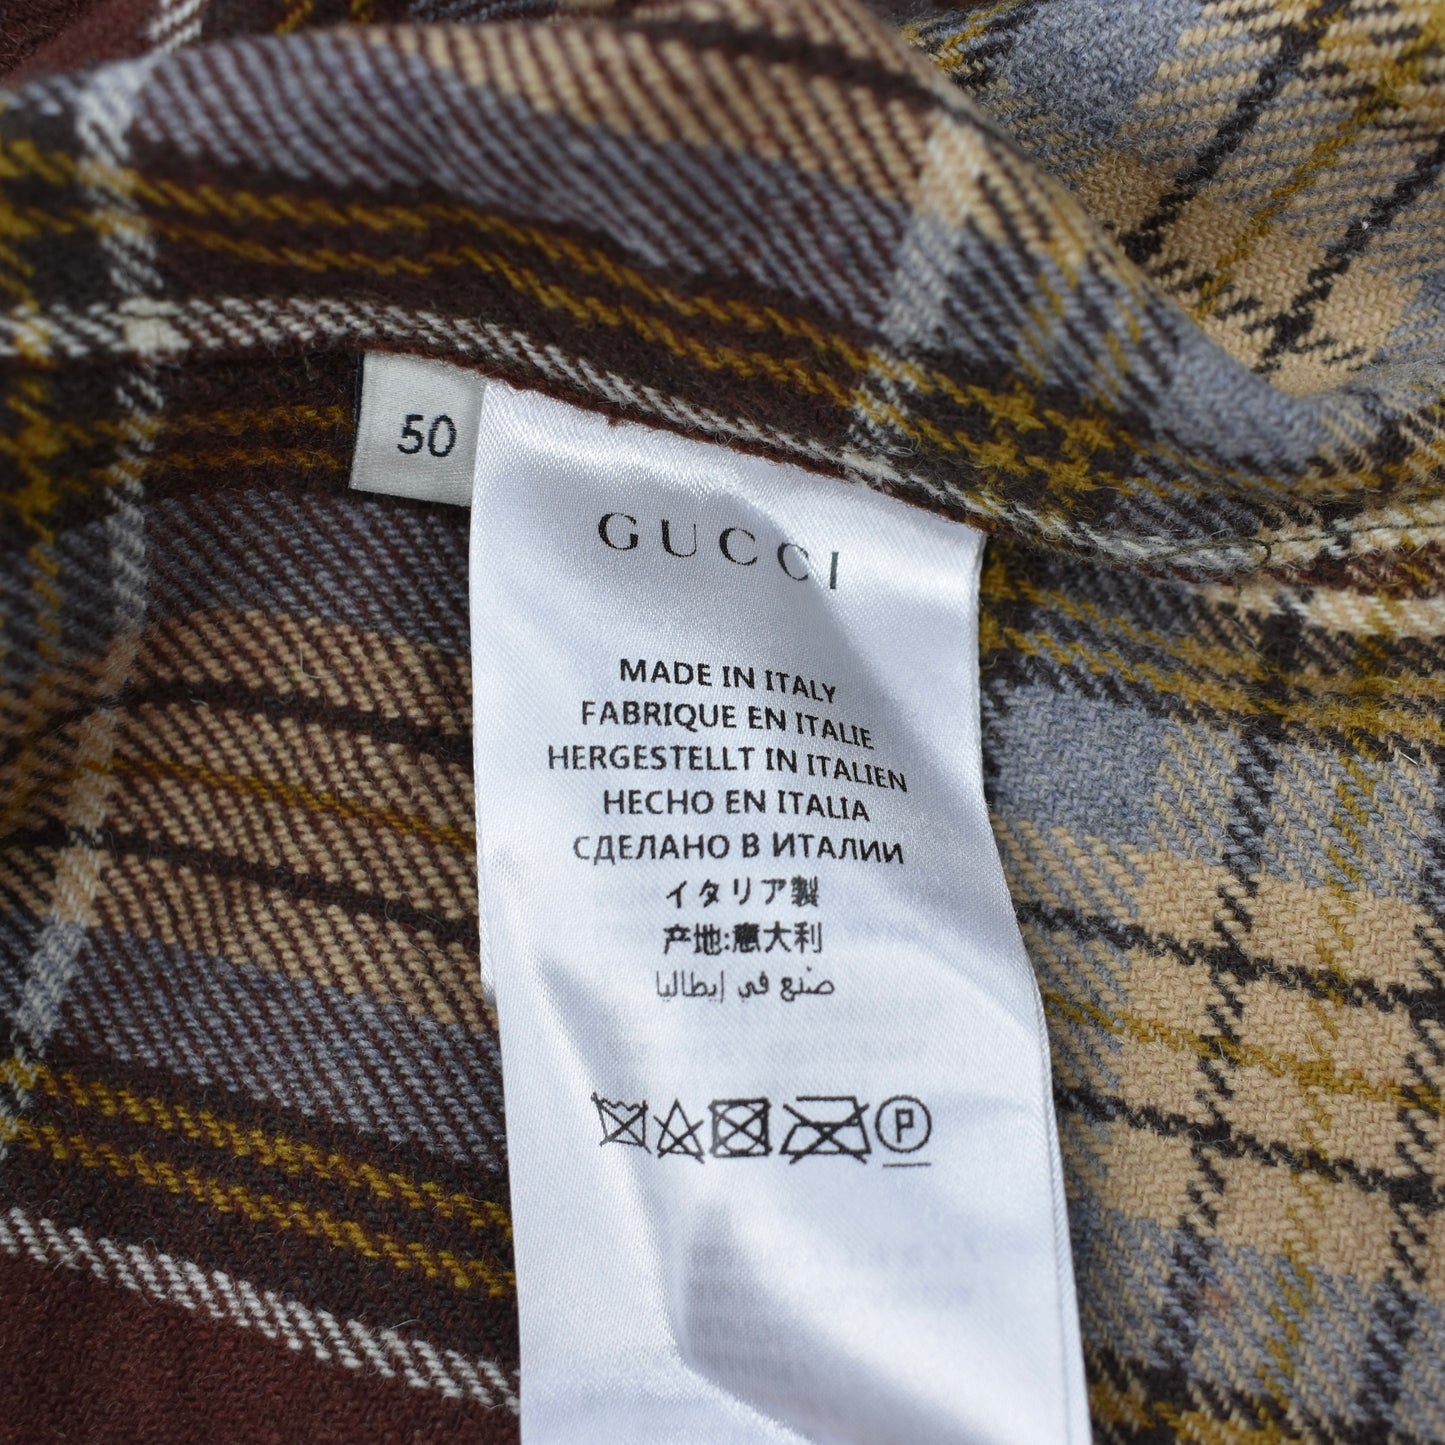 50
GUCCI
MADE IN ITALY
FABRIQUE EN ITALIE
HERGESTELLT IN ITALIEN
HECHO EN ITALIA
СДЕЛАНО В ИТАЛИИ
イタリア製
产地:意大利
صنع في إيطاليا
P